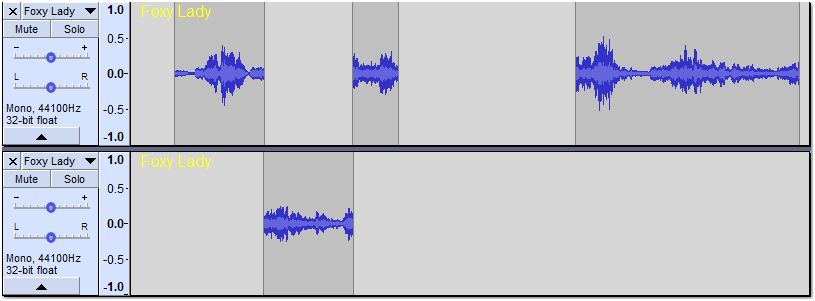 × Foxy Lady ▼ 1.0 Foxy Lady
Mute Solo
0.5-
- +
0.0-
L R
Mono, 44100Hz
-0.5-
32-bit float
-1.0
× Foxy Lady ▼ 1.0 Foxy Lady
Mute Solo
0.5-
- +
0.0-
L R
Mono, 44100Hz
-0.5-
32-bit float
-1.0